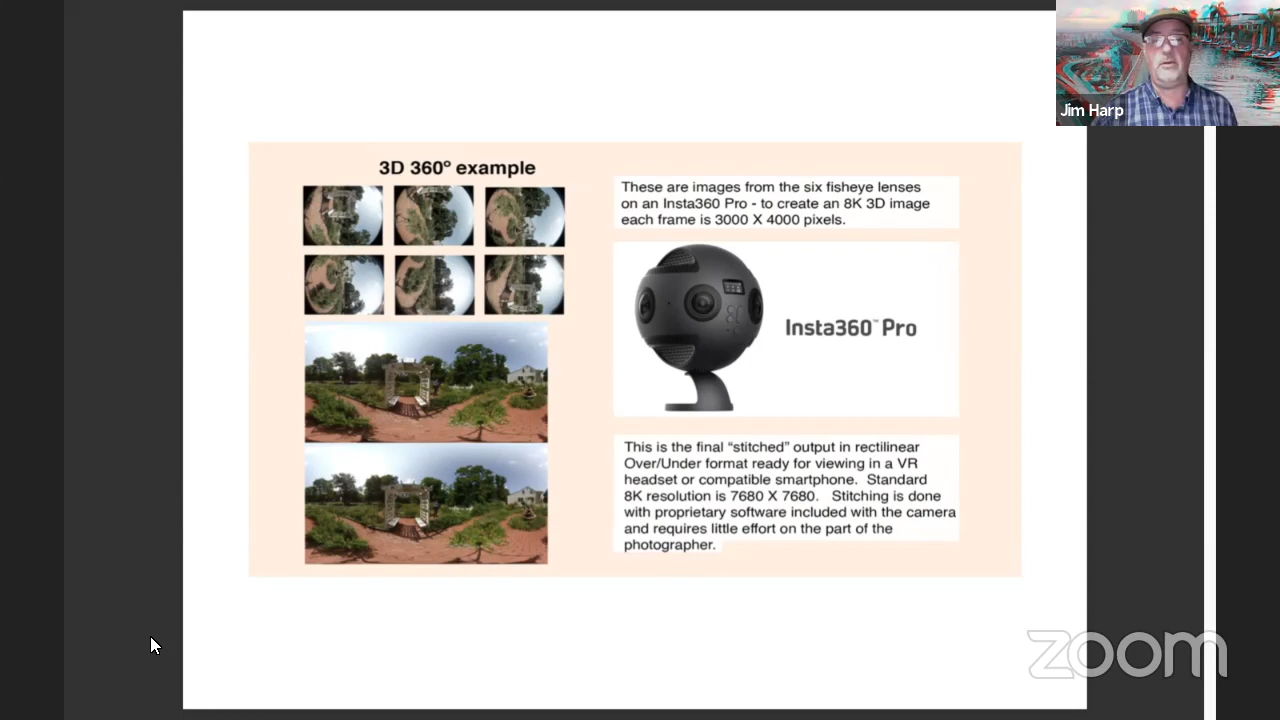 Jim Harp
3D 360º example
These are images from the six fisheye lenses
on an Insta360 Pro - to create an 8K 3D image
each frame is 3000 X 4000 pixels.
Insta360™ Pro
This is the final “stitched” output in rectilinear
Over/Under format ready for viewing in a VR
headset or compatible smartphone.  Standard
8K resolution is 7680 X 7680.   Stitching is done
with proprietary software included with the camera
and requires little effort on the part of the
photographer.
zoom